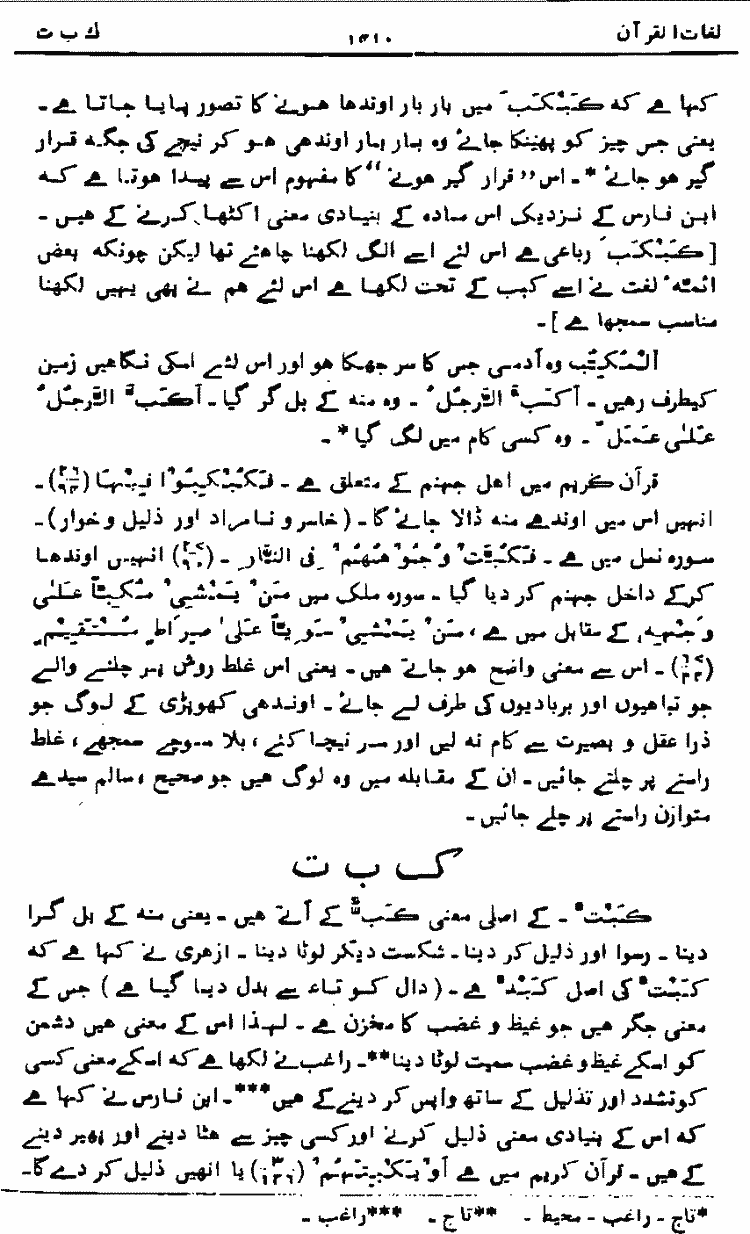 لغات القرآن ۱۳۱۰ ك ب ت
کہا ہے کہ کَبْکَبَ میں بار بار اوندھا ہونے کا تصور پایا جاتا ہے۔
یعنی جس چیز کو پھینکا جائے وہ بار بار اوندھی ہو کر نیچے کی جگہ قرار
گیر ہو جائے *۔ اس ’’ قرار گیر ہونے ‘‘ کا مفہوم اس سے پیدا ہوتا ہے کہ
ابن فارس کے نزدیک اس مادہ کے بنیادی معنی اکٹھا کرنے کے ہیں۔
[ کَبْکَبَ رباعی ہے اس لئے اسے الگ لکھنا چاہئے تھا لیکن چونکہ بعض
ائمہٴ لغت نے اسے کبب کے تحت لکھا ہے اس لئے ہم نے بھی یہیں لکھنا
مناسب سمجھا ہے ]۔
اَلْمُکِبُّ وہ آدمی جس کا سر جھکا ہو اور اس لئے اسکی نگاہیں زمین
کیطرف رہیں۔ اَکَبَّ الرَّجُلُ ۔ وہ منہ کے بل گر گیا۔ اَکَبَّ الرَّجُلُ
عَلٰی عَمَلٍ ۔ وہ کسی کام میں لگ گیا *۔
قرآن کریم میں اہل جہنم کے متعلق ہے۔ فَکُبْکِبُوْا فِیْہَا (۲۶/۹۴)۔
انہیں اس میں اوندھے منہ ڈالا جائے گا۔ (خاسر و نامراد اور ذلیل و خوار)۔
سورہ نمل میں ہے۔ فَکُبَّتْ وُجُوْھُھُمْ فِی النَّارِ ۔ (۲۷/۹۰) انہیں اوندھا
کرکے داخل جہنم کر دیا گیا۔ سورہ ملک میں مَنْ یَمْشِیْ مُکِبًّا عَلٰی
وَجْہِہٖ کے مقابل میں ہے ، مَنْ یَمْشِیْ سَوِیًّا عَلٰی صِرَاطٍ مُسْتَقِیْمٍ
(۶۷/۲۲)۔ اس سے معنی واضح ہو جاتے ہیں۔ یعنی اس غلط روش پر چلنے والے
جو تباہیوں اور بربادیوں کی طرف لے جائے۔ اوندھی کھوپڑی کے لوگ جو
ذرا عقل و بصیرت سے کام نہ لیں اور سر نیچا کئے ، بلا سوچے سمجھے ، غلط
راستے پر چلتے جائیں۔ ان کے مقابلہ میں وہ لوگ ہیں جو صحیح ، سالم سیدھے
متوازن راستے پر چلے جائیں۔
ک ب ت
کَبْتٌ ۔ کے اصلی معنی کَبٌّ کے آتے ہیں۔ یعنی منہ کے بل گرا
دینا۔ رسوا اور ذلیل کر دینا۔ شکست دیکر لوٹا دینا۔ ازھری نے کہا ہے کہ
کَبْتٌ کی اصل کَبْدٌ ہے۔ ( دال کو تاء سے بدل دیا گیا ہے ) جس کے
معنی جگر ہیں جو غیظ و غضب کا مخزن ہے۔ لہذا اس کے معنی ہیں دشمن
کو اسکے غیظ و غضب سمیت لوٹا دینا**۔ راغب نے لکھا ہے کہ اسکے معنی کسی
کو تشدد اور تذلیل کے ساتھ واپس کر دینے کے ہیں***۔ ابن فارس نے کہا ہے
کہ اس کے بنیادی معنی ذلیل کرنے اور کسی چیز سے ھٹا دینے اور پھیر دینے
کے ہیں۔ قرآن کریم میں ہے اَوْ یَکْبِتَہُمْ (۳/۱۲۶) یا انہیں ذلیل کر دے گا۔
*تاج۔ راغب۔ محیط۔ **تاج۔ ***راغب۔